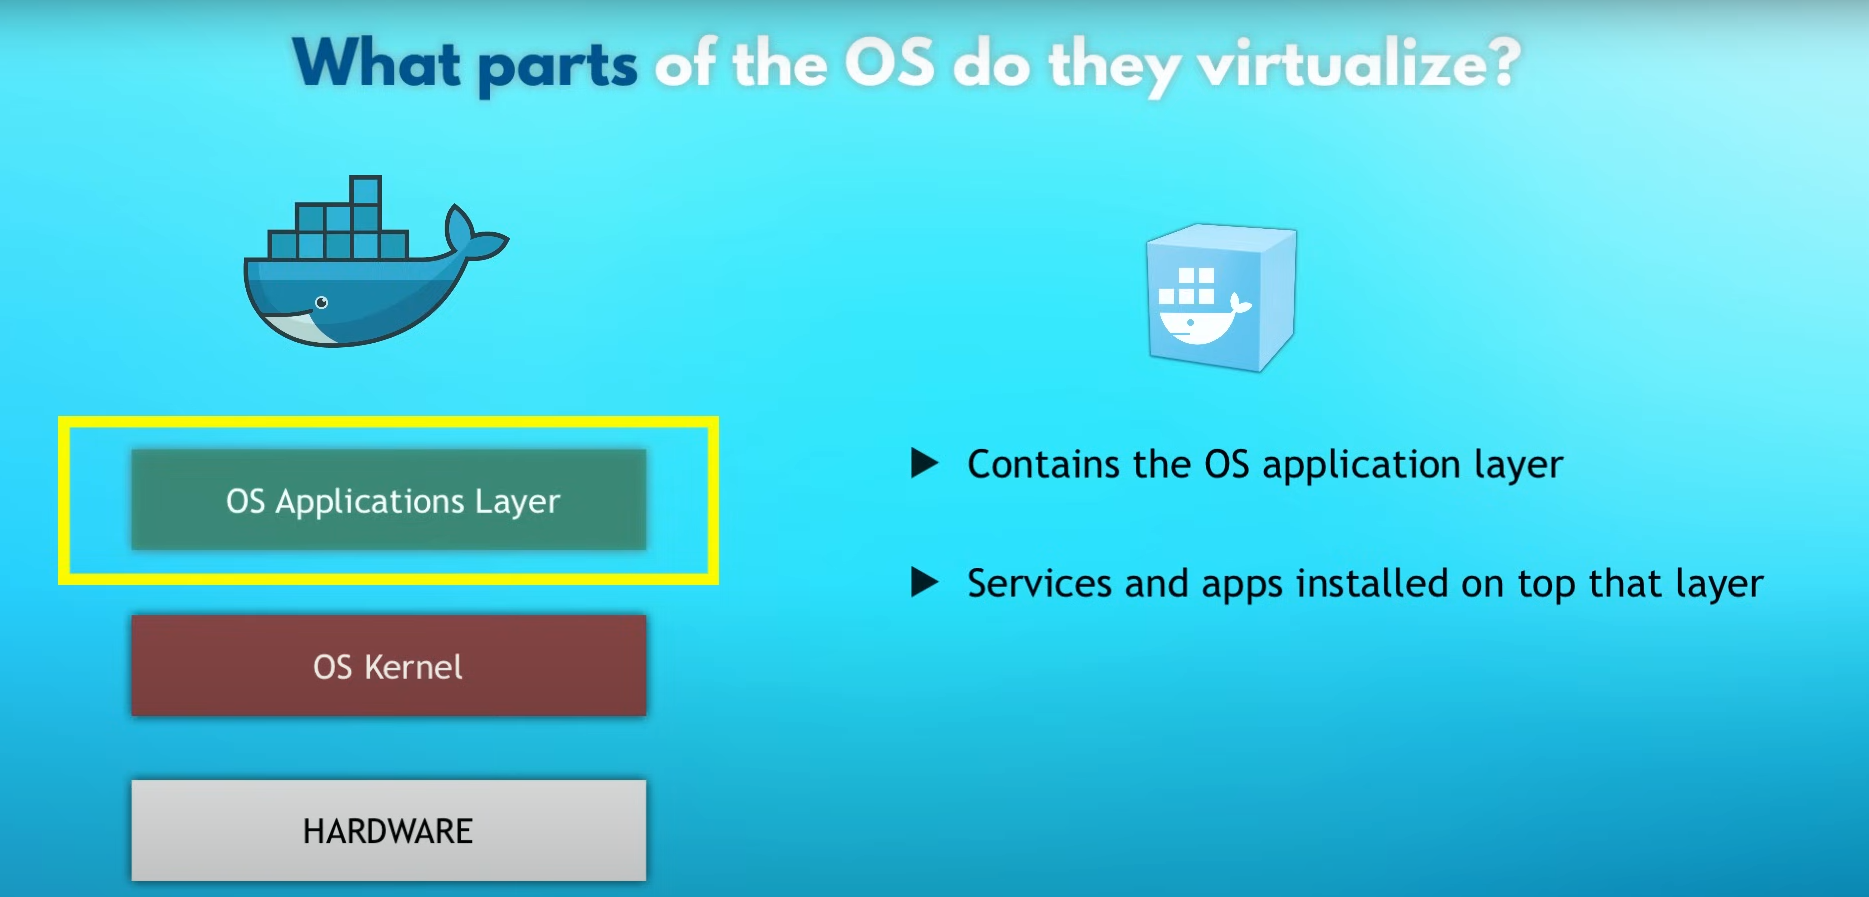 What parts of the OS do they virtualize?
OS Applications Layer
OS Kernel
HARDWARE
Contains the OS application layer
Services and apps installed on top that layer